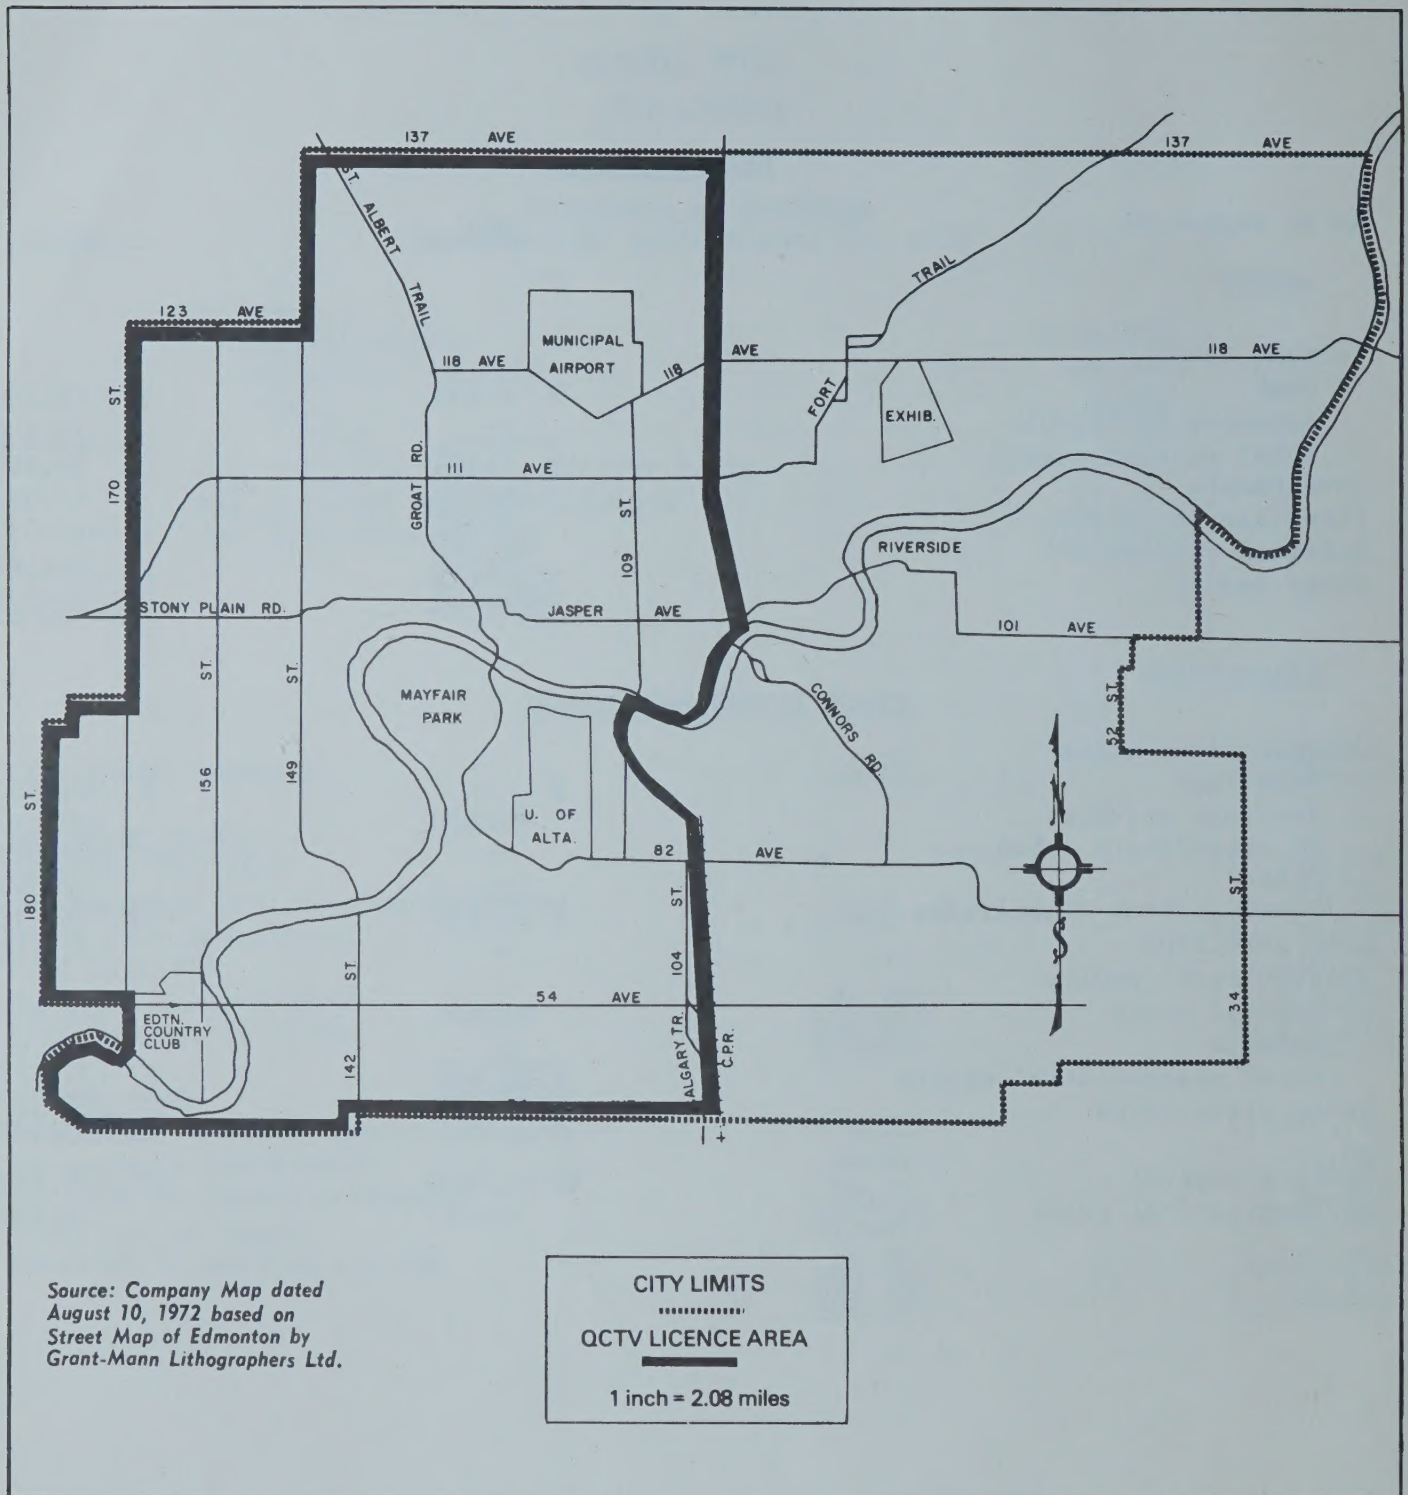 137 AVE
137 AVE
ST. ALBERT TRAIL
123 AVE
TRAIL
MUNICIPAL
AIRPORT
118 AVE
118
AVE
118 AVE
FORT
EXHIB.
170 ST.
GROAT RD.
111 AVE
109 ST.
RIVERSIDE
STONY PLAIN RD.
JASPER AVE
101 AVE
156 ST.
149 ST.
MAYFAIR
PARK
CONNORS RD.
52 ST.
N
180 ST.
U. OF
ALTA.
82 AVE
104 ST.
34 ST.
S
142 ST.
54 AVE
EDTN.
COUNTRY
CLUB
ALGARY TR.
C.P.R.
Source: Company Map dated
August 10, 1972 based on
Street Map of Edmonton by
Grant-Mann Lithographers Ltd.
CITY LIMITS
QCTV LICENCE AREA
1 inch = 2.08 miles